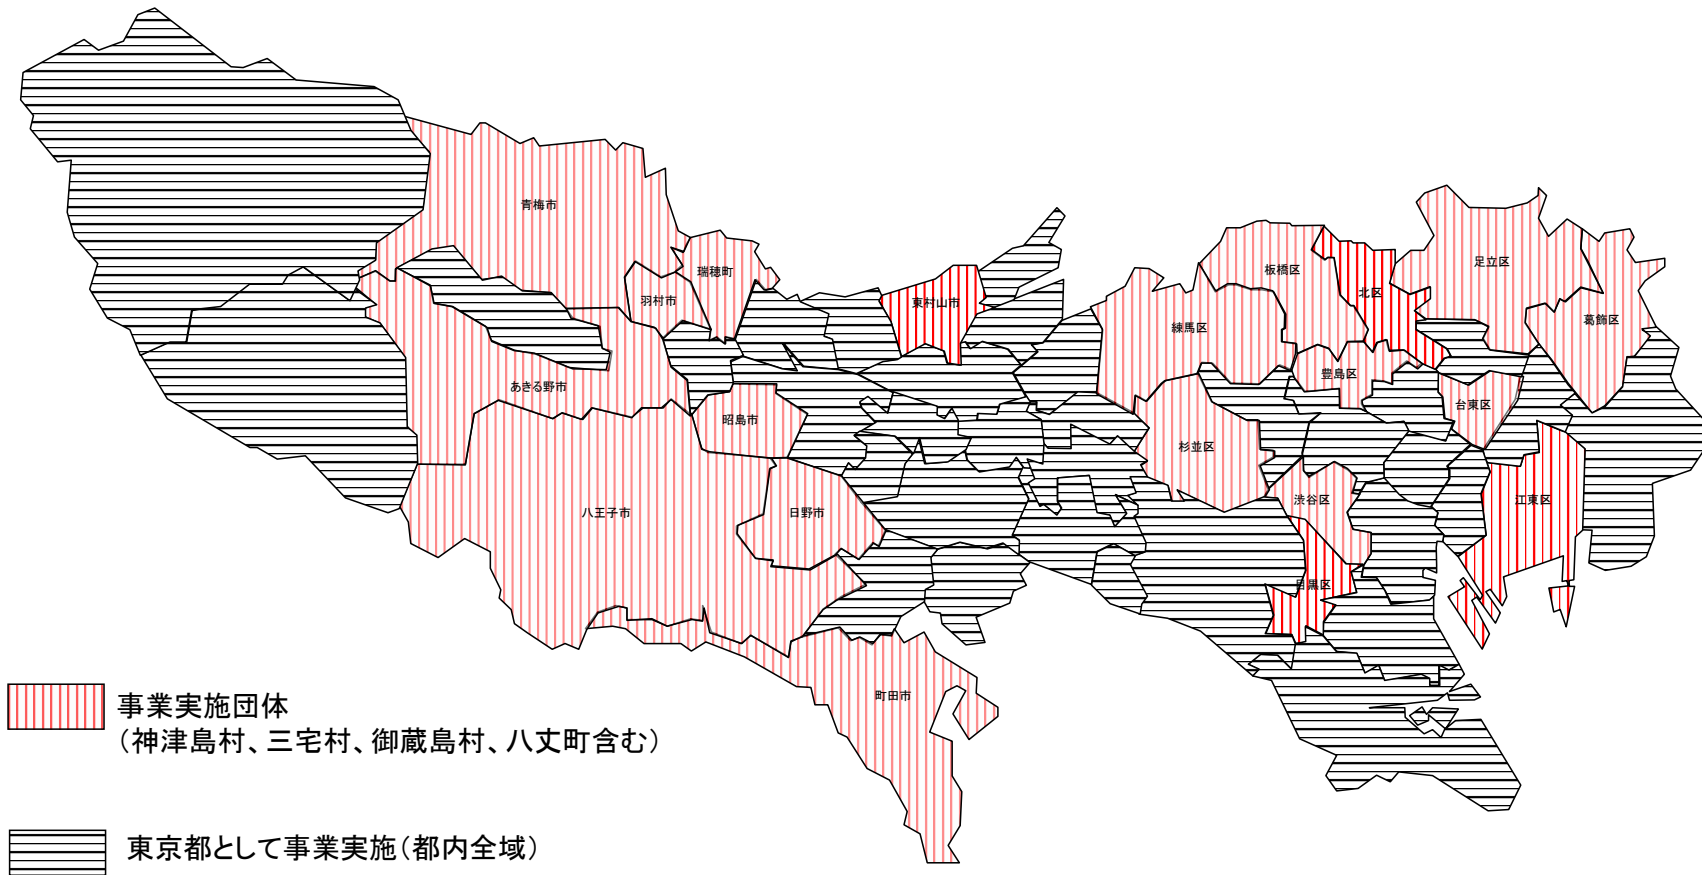 青梅市
瑞穂町
羽村市
東村山市
板橋区
北区
足立区
葛飾区
練馬区
豊島区
あきる野市
昭島市
台東区
杉並区
八王子市
日野市
渋谷区
江東区
目黒区
町田市
事業実施団体
（神津島村、三宅村、御蔵島村、八丈町含む）
東京都として事業実施（都内全域）